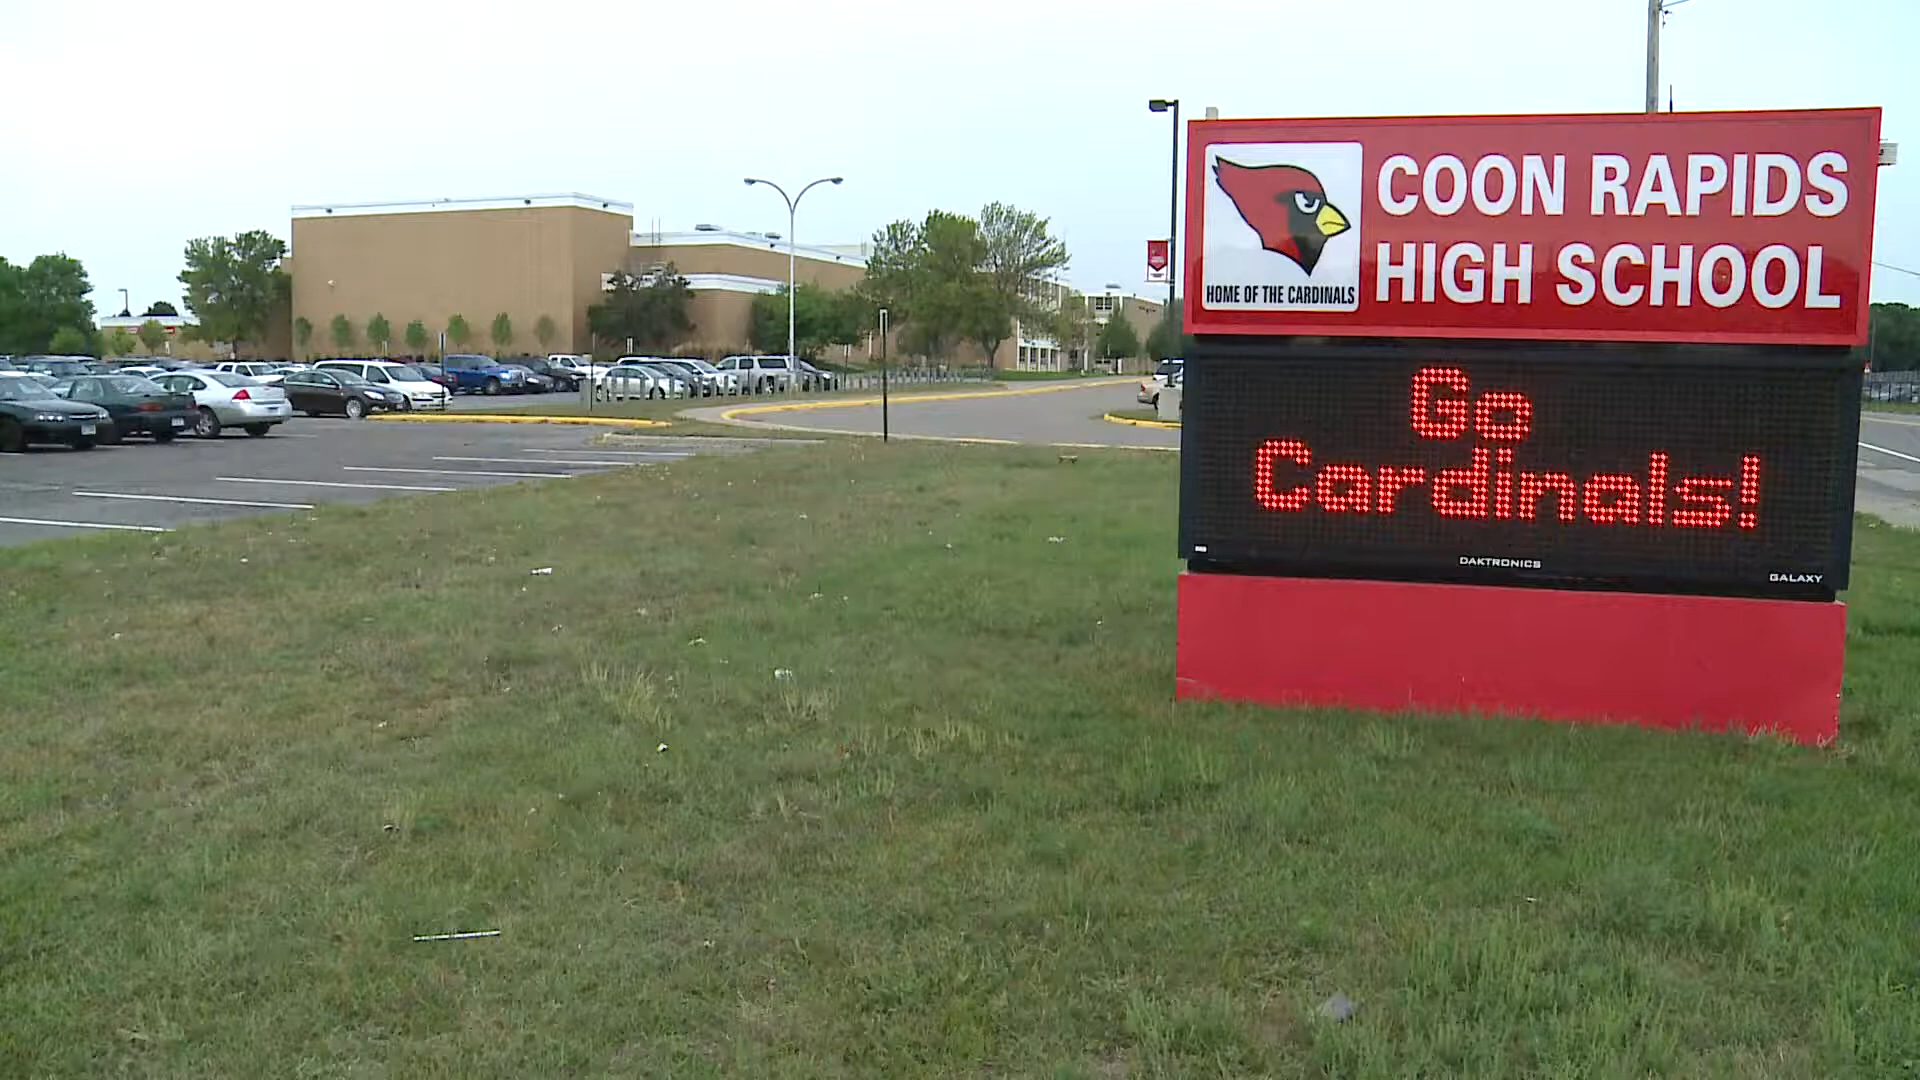 COON RAPIDS
HIGH SCHOOL
HOME OF THE CARDINALS
Go
Cardinals!
DAKTRONICS
GALAXY